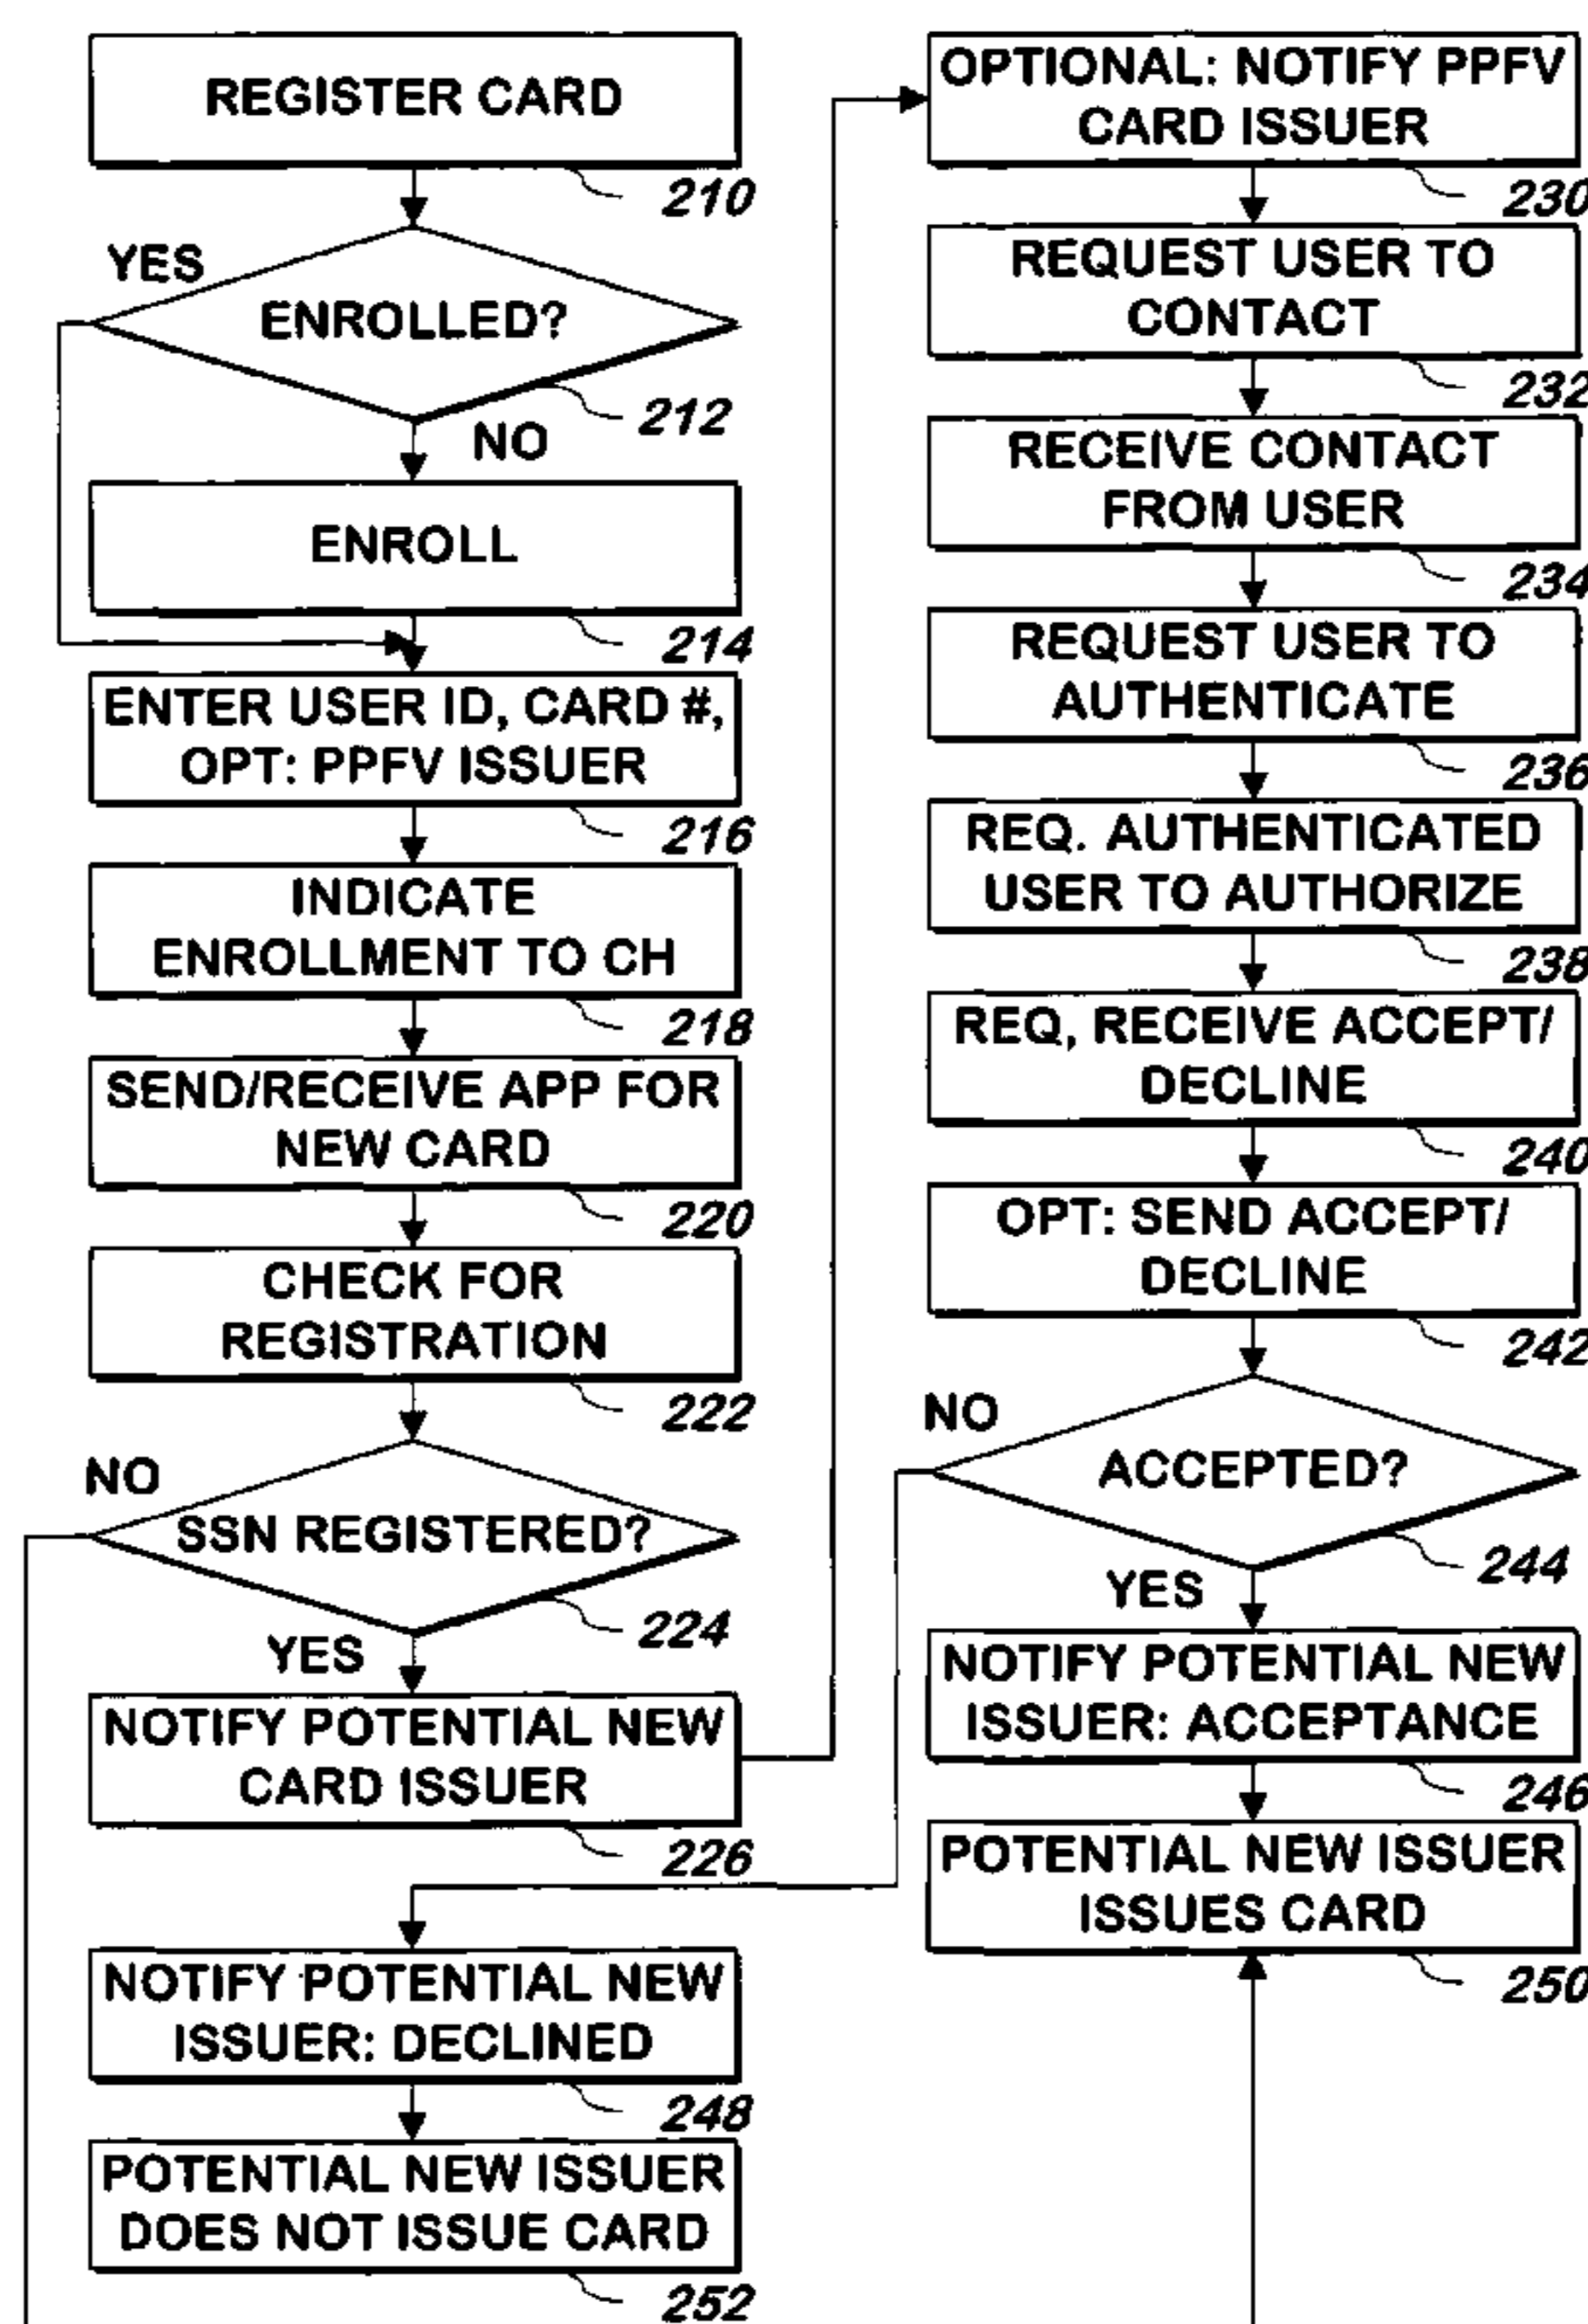 REGISTER CARD
210
YES
ENROLLED?
212
NO
ENROLL
214
ENTER USER ID, CARD #,
OPT: PPFV ISSUER
216
INDICATE
ENROLLMENT TO CH
218
SEND/RECEIVE APP FOR
NEW CARD
220
CHECK FOR
REGISTRATION
222
NO
SSN REGISTERED?
224
YES
NOTIFY POTENTIAL NEW
CARD ISSUER
226
NOTIFY POTENTIAL NEW
ISSUER: DECLINED
248
POTENTIAL NEW ISSUER
DOES NOT ISSUE CARD
252
OPTIONAL: NOTIFY PPFV
CARD ISSUER
230
REQUEST USER TO
CONTACT
232
RECEIVE CONTACT
FROM USER
234
REQUEST USER TO
AUTHENTICATE
236
REQ. AUTHENTICATED
USER TO AUTHORIZE
238
REQ, RECEIVE ACCEPT/
DECLINE
240
OPT: SEND ACCEPT/
DECLINE
242
NO
ACCEPTED?
244
YES
NOTIFY POTENTIAL NEW
ISSUER: ACCEPTANCE
246
POTENTIAL NEW ISSUER
ISSUES CARD
250